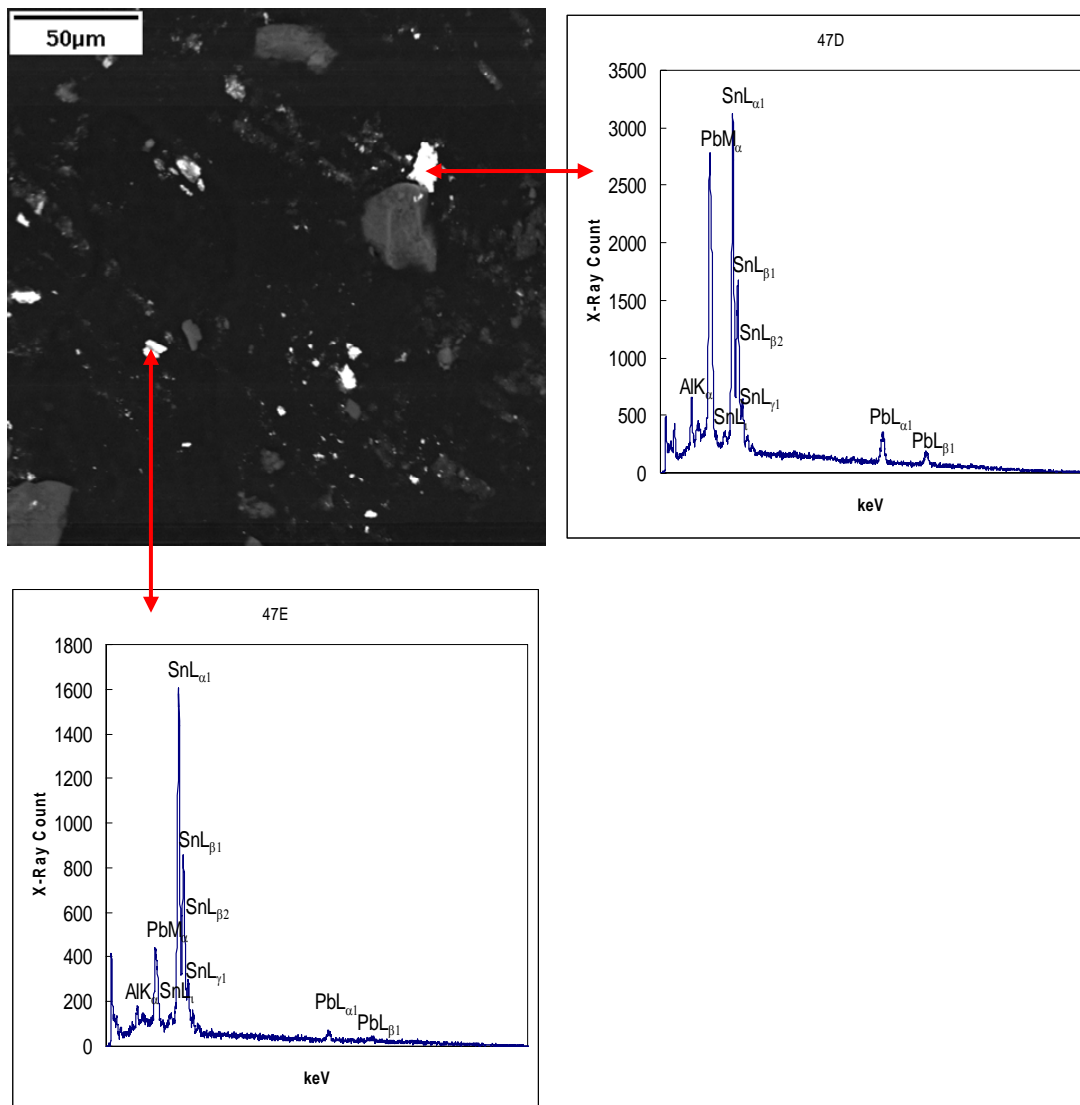 50µm
47D
3500
3000
2500
2000
1500
1000
500
0
X-Ray Count
SnLα1
PbMα
SnLβ1
SnLβ2
AlKα
SnLι
SnLγ1
PbLα1
PbLβ1
keV
47E
1800
1600
1400
1200
1000
800
600
400
200
0
X-Ray Count
SnLα1
SnLβ1
SnLβ2
PbMα
SnLγ1
AlKα
SnLι
PbLα1
PbLβ1
keV